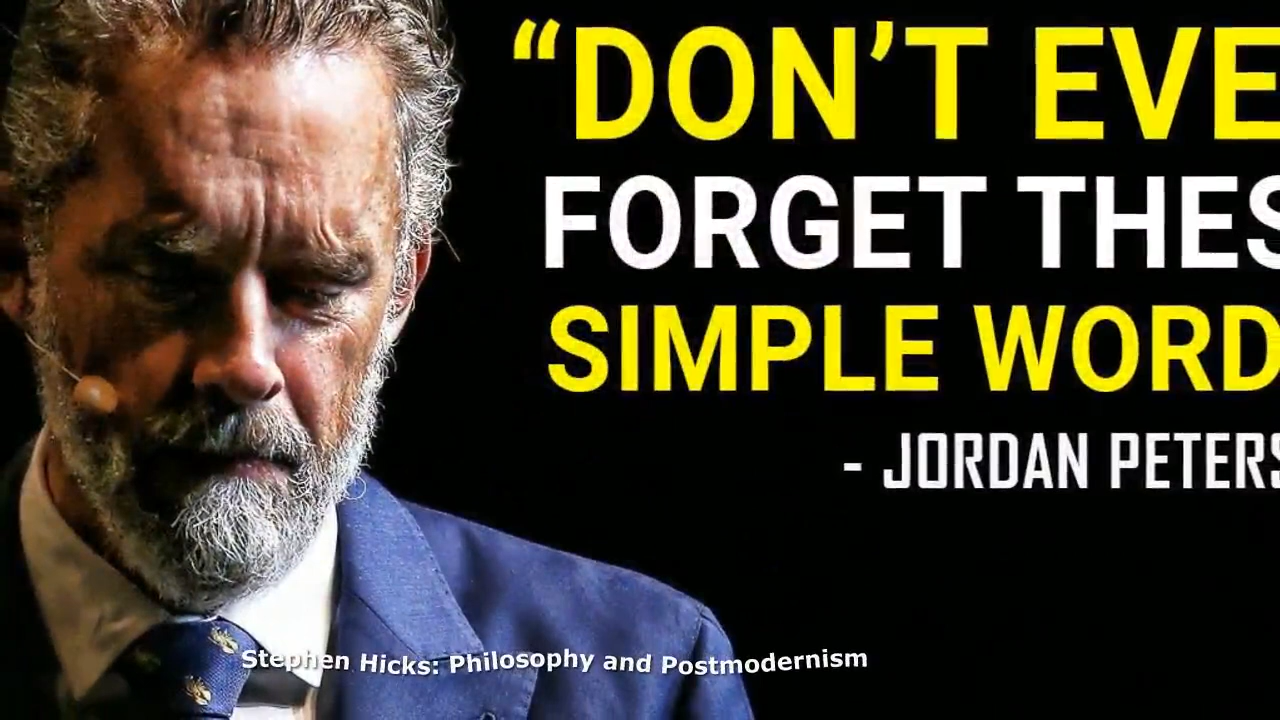 “DON’T EVE
FORGET THES
SIMPLE WORD
- JORDAN PETERS
Stephen Hicks: Philosophy and Postmodernism